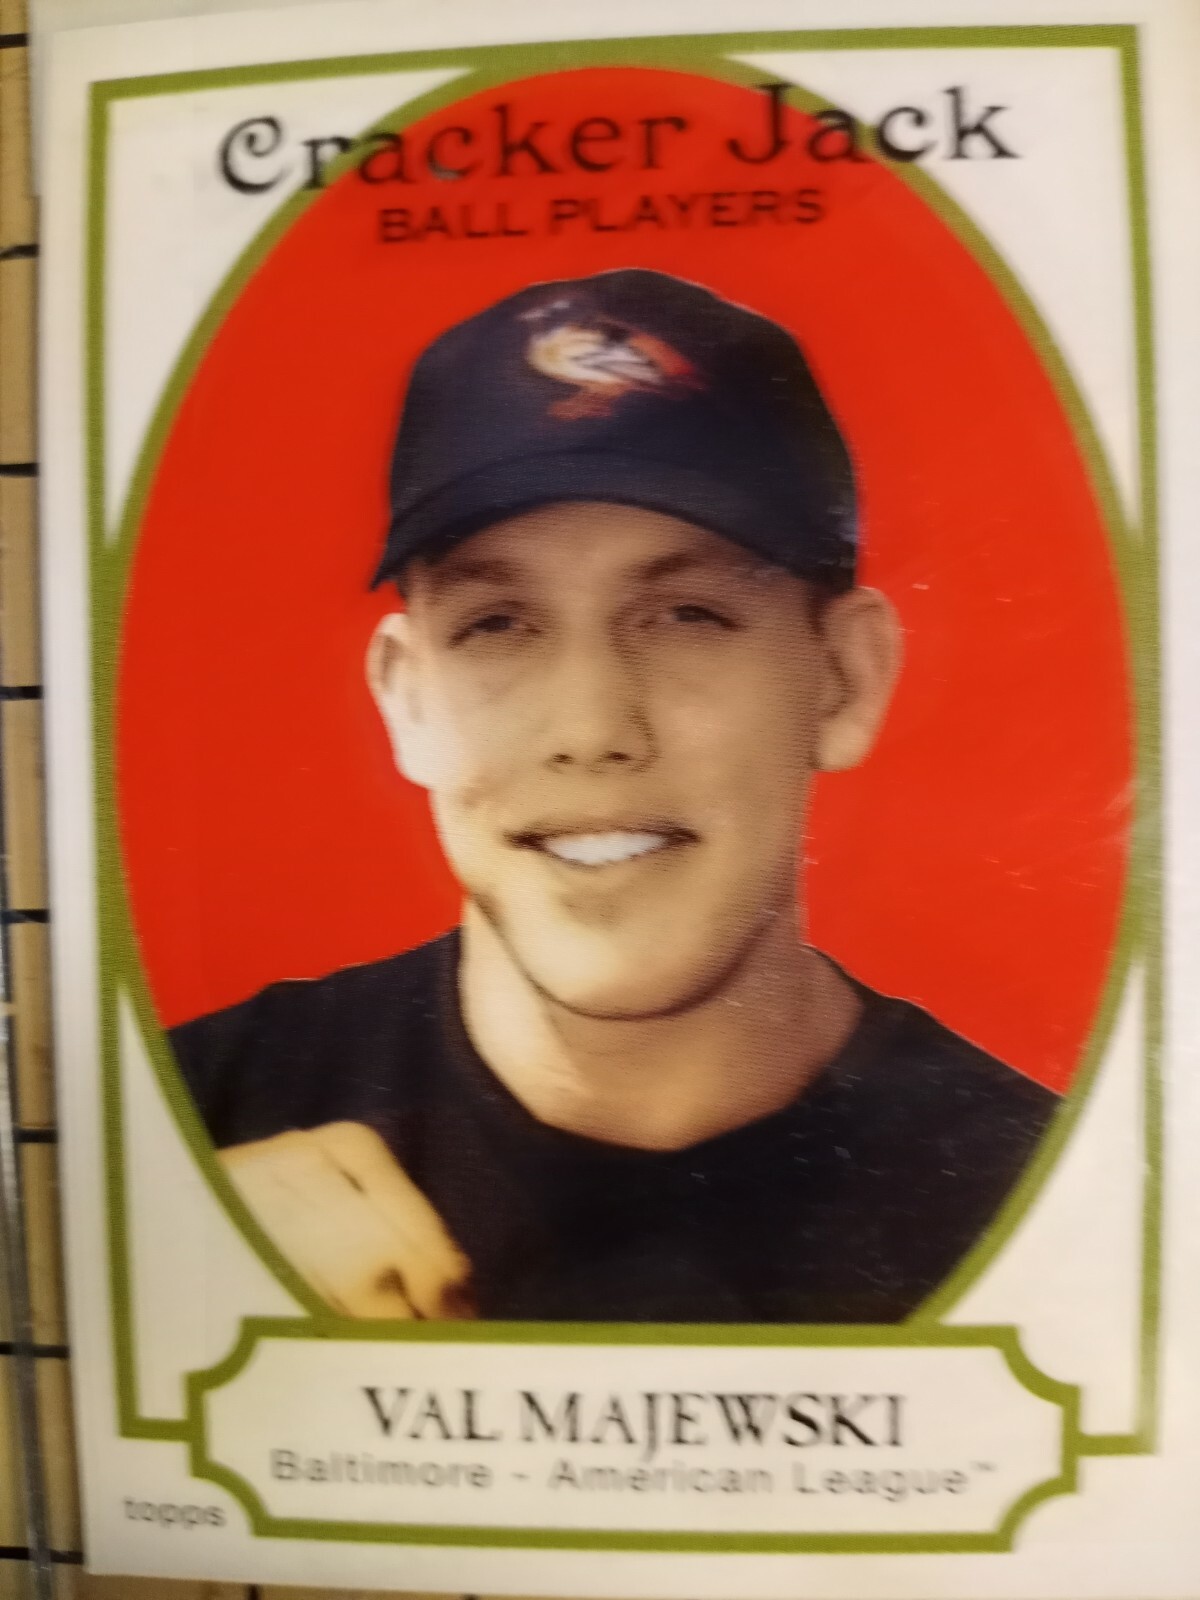 Cracker Jack
BALL PLAYERS
VAL MAJEWSKI
Baltimore - American League™
topps